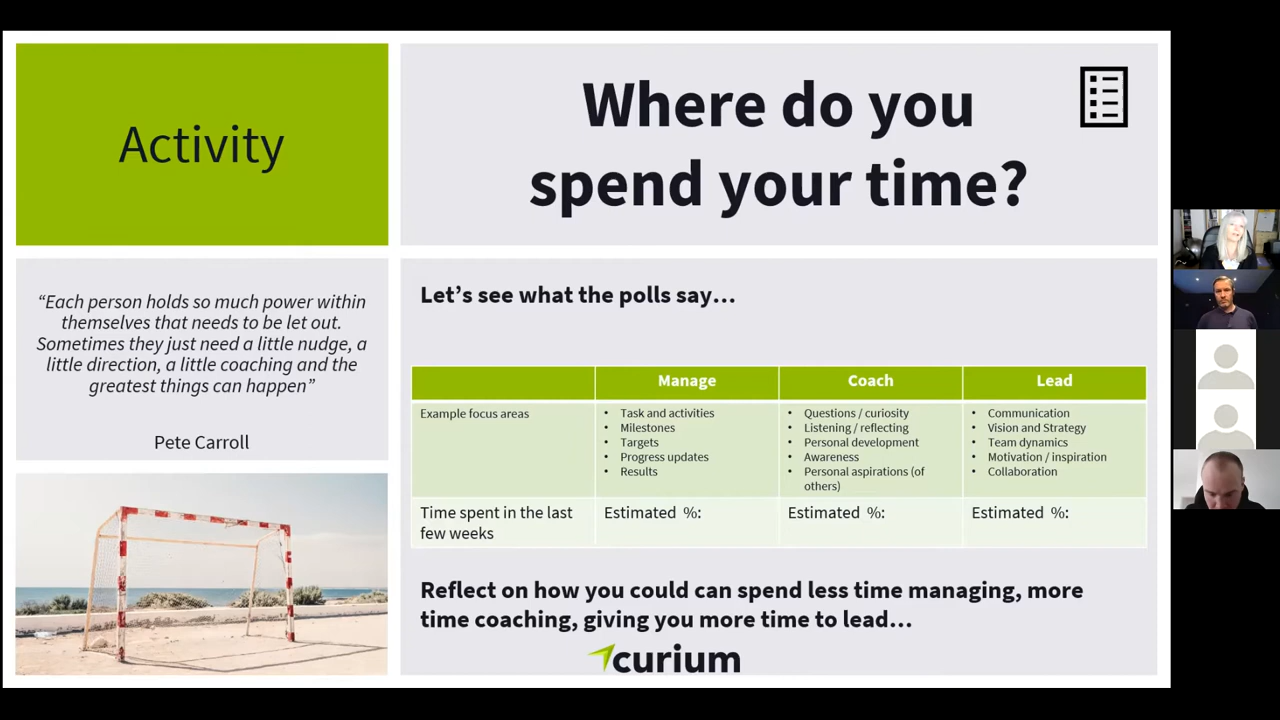 Activity
Where do you
spend your time?
“Each person holds so much power within
themselves that needs to be let out.
Sometimes they just need a little nudge, a
little direction, a little coaching and the
greatest things can happen”
Pete Carroll
Let’s see what the polls say…
Manage
Coach
Lead
Example focus areas
• Task and activities
• Milestones
• Targets
• Progress updates
• Results
• Questions / curiosity
• Listening / reflecting
• Personal development
• Awareness
• Personal aspirations (of
others)
• Communication
• Vision and Strategy
• Team dynamics
• Motivation / inspiration
• Collaboration
Time spent in the last
few weeks
Estimated %:
Estimated %:
Estimated %:
Reflect on how you could can spend less time managing, more
time coaching, giving you more time to lead…
curium